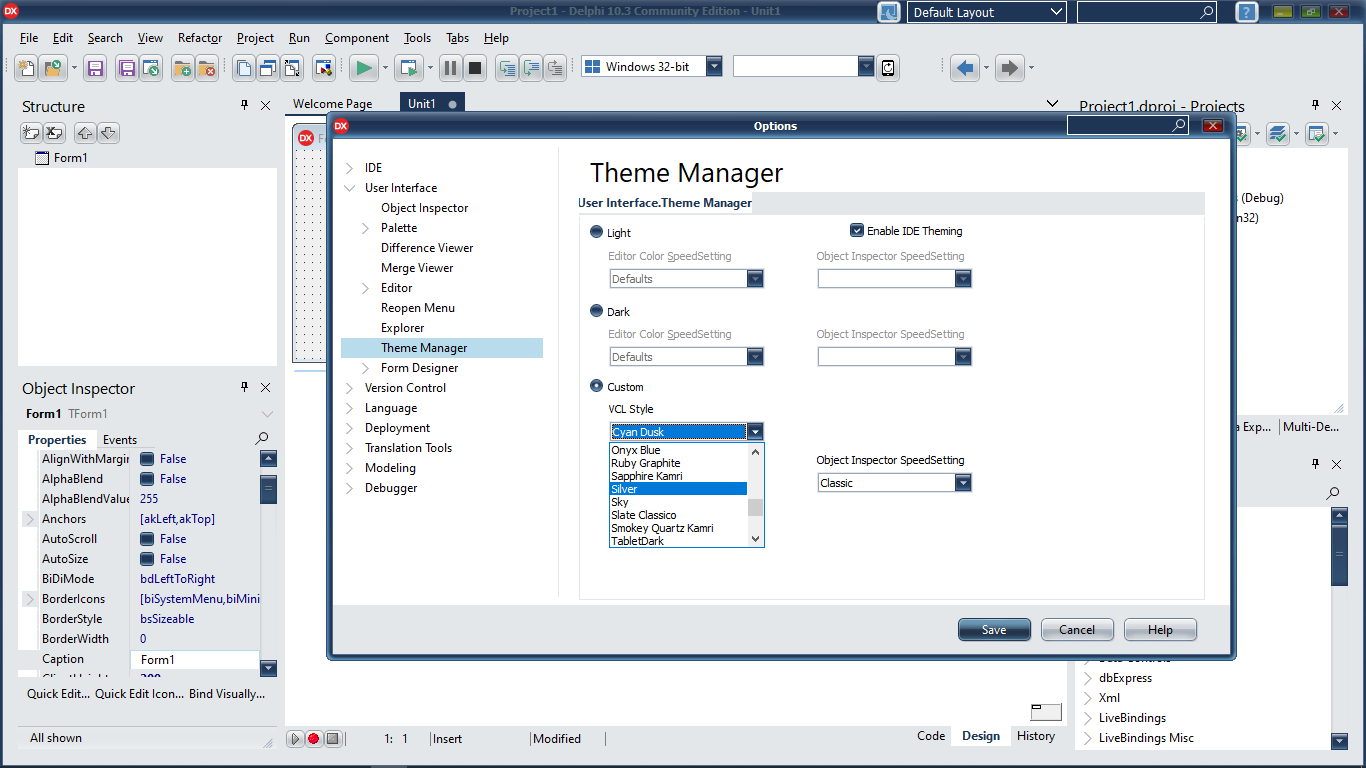 DX Project1 - Delphi 10.3 Community Edition - Unit1 Default Layout ?
File Edit Search View Refactor Project Run Component Tools Tabs Help
Windows 32-bit
Structure
Form1
Welcome Page Unit1
Project1.dproj - Projects
(Debug)
Object Inspector
Form1 TForm1
Properties Events
AlignWithMargin False
AlphaBlend False
AlphaBlendValue 255
Anchors [akLeft,akTop]
AutoScroll False
AutoSize False
BiDiMode bdLeftToRight
BorderIcons [biSystemMenu,biMini
BorderStyle bsSizeable
BorderWidth 0
Caption Form1
Quick Edit... Quick Edit Icon... Bind Visually...
All shown
DX
DX Options
IDE
User Interface
Object Inspector
Palette
Difference Viewer
Merge Viewer
Editor
Reopen Menu
Explorer
Theme Manager
Form Designer
Version Control
Language
Deployment
Translation Tools
Modeling
Debugger
Theme Manager
User Interface.Theme Manager
Light Enable IDE Theming
Editor Color SpeedSetting Object Inspector SpeedSetting
Defaults
Dark
Editor Color SpeedSetting Object Inspector SpeedSetting
Defaults
Custom
VCL Style
Cyan Dusk
Onyx Blue
Ruby Graphite
Sapphire Kamri
Silver
Sky
Slate Classico
Smokey Quartz Kamri
TabletDark
Object Inspector SpeedSetting
Classic
Save Cancel Help
Exp... Multi-De...
dbExpress
Xml
LiveBindings
LiveBindings Misc
1: 1 Insert Modified
Code Design History